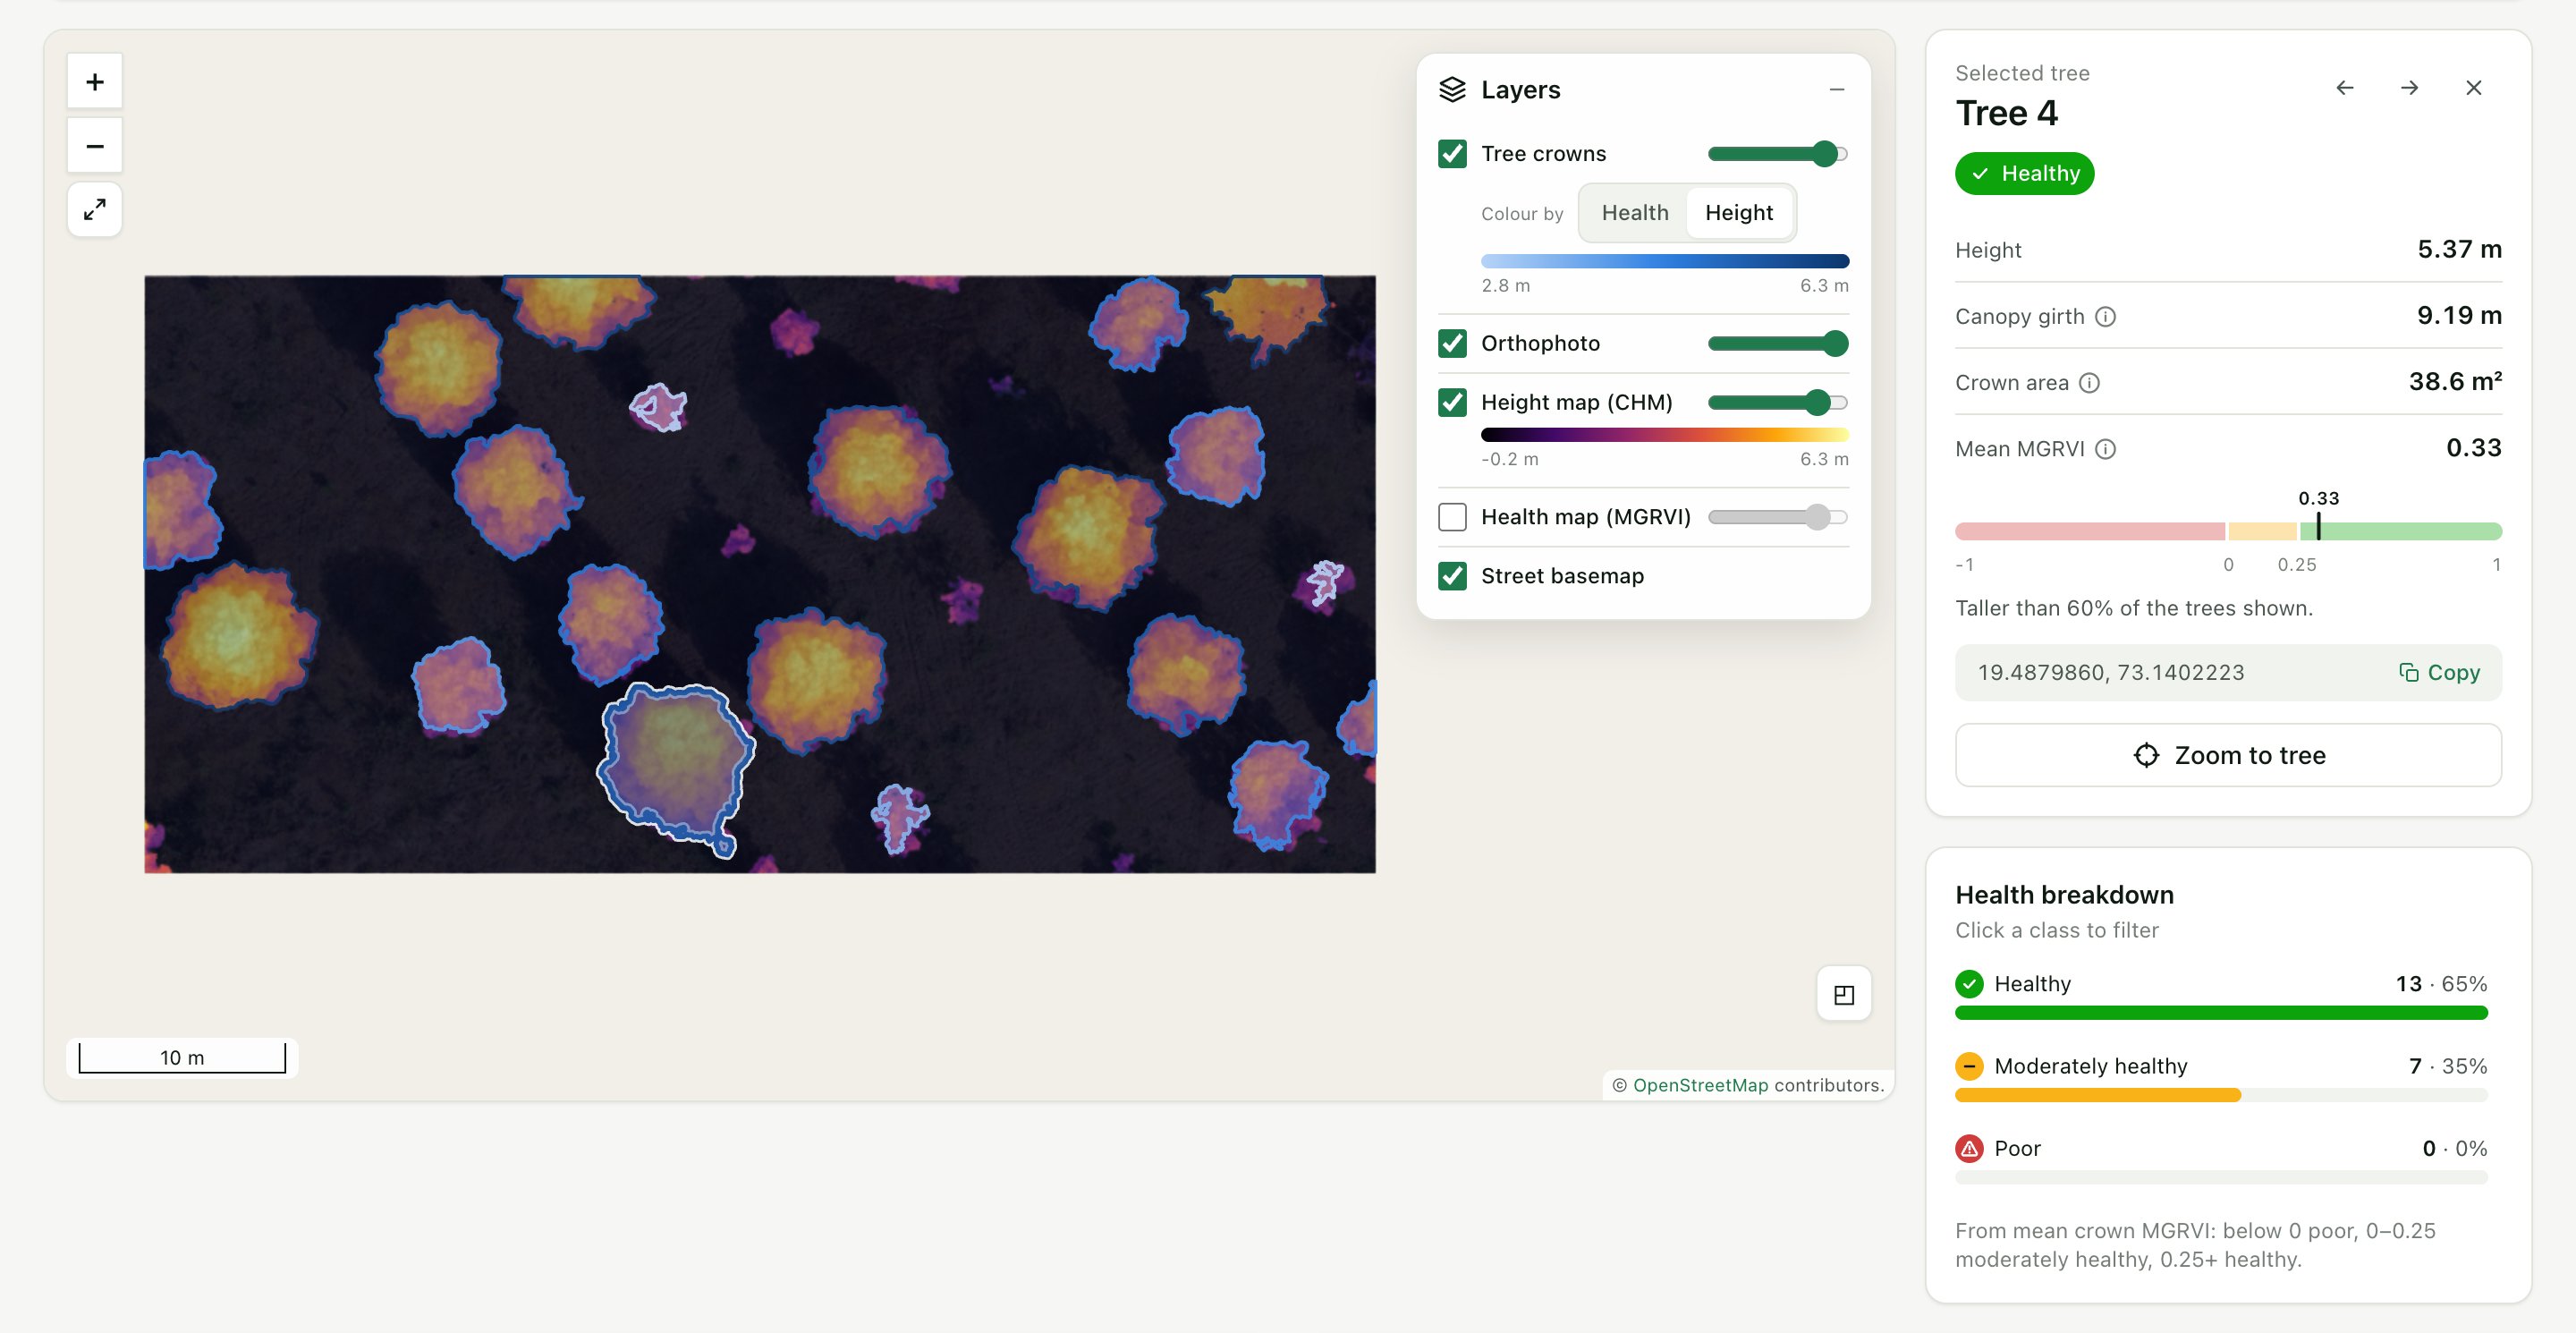 Layers
Tree crowns
Colour by Health Height
2.8 m 6.3 m
Orthophoto
Height map (CHM)
-0.2 m 6.3 m
Health map (MGRVI)
Street basemap
10 m
© OpenStreetMap contributors.
Selected tree
Tree 4
Healthy
Height 5.37 m
Canopy girth 9.19 m
Crown area 38.6 m²
Mean MGRVI 0.33
0.33
-1 0 0.25 1
Taller than 60% of the trees shown.
19.4879860, 73.1402223 Copy
Zoom to tree
Health breakdown
Click a class to filter
Healthy 13 · 65%
Moderately healthy 7 · 35%
Poor 0 · 0%
From mean crown MGRVI: below 0 poor, 0–0.25
moderately healthy, 0.25+ healthy.